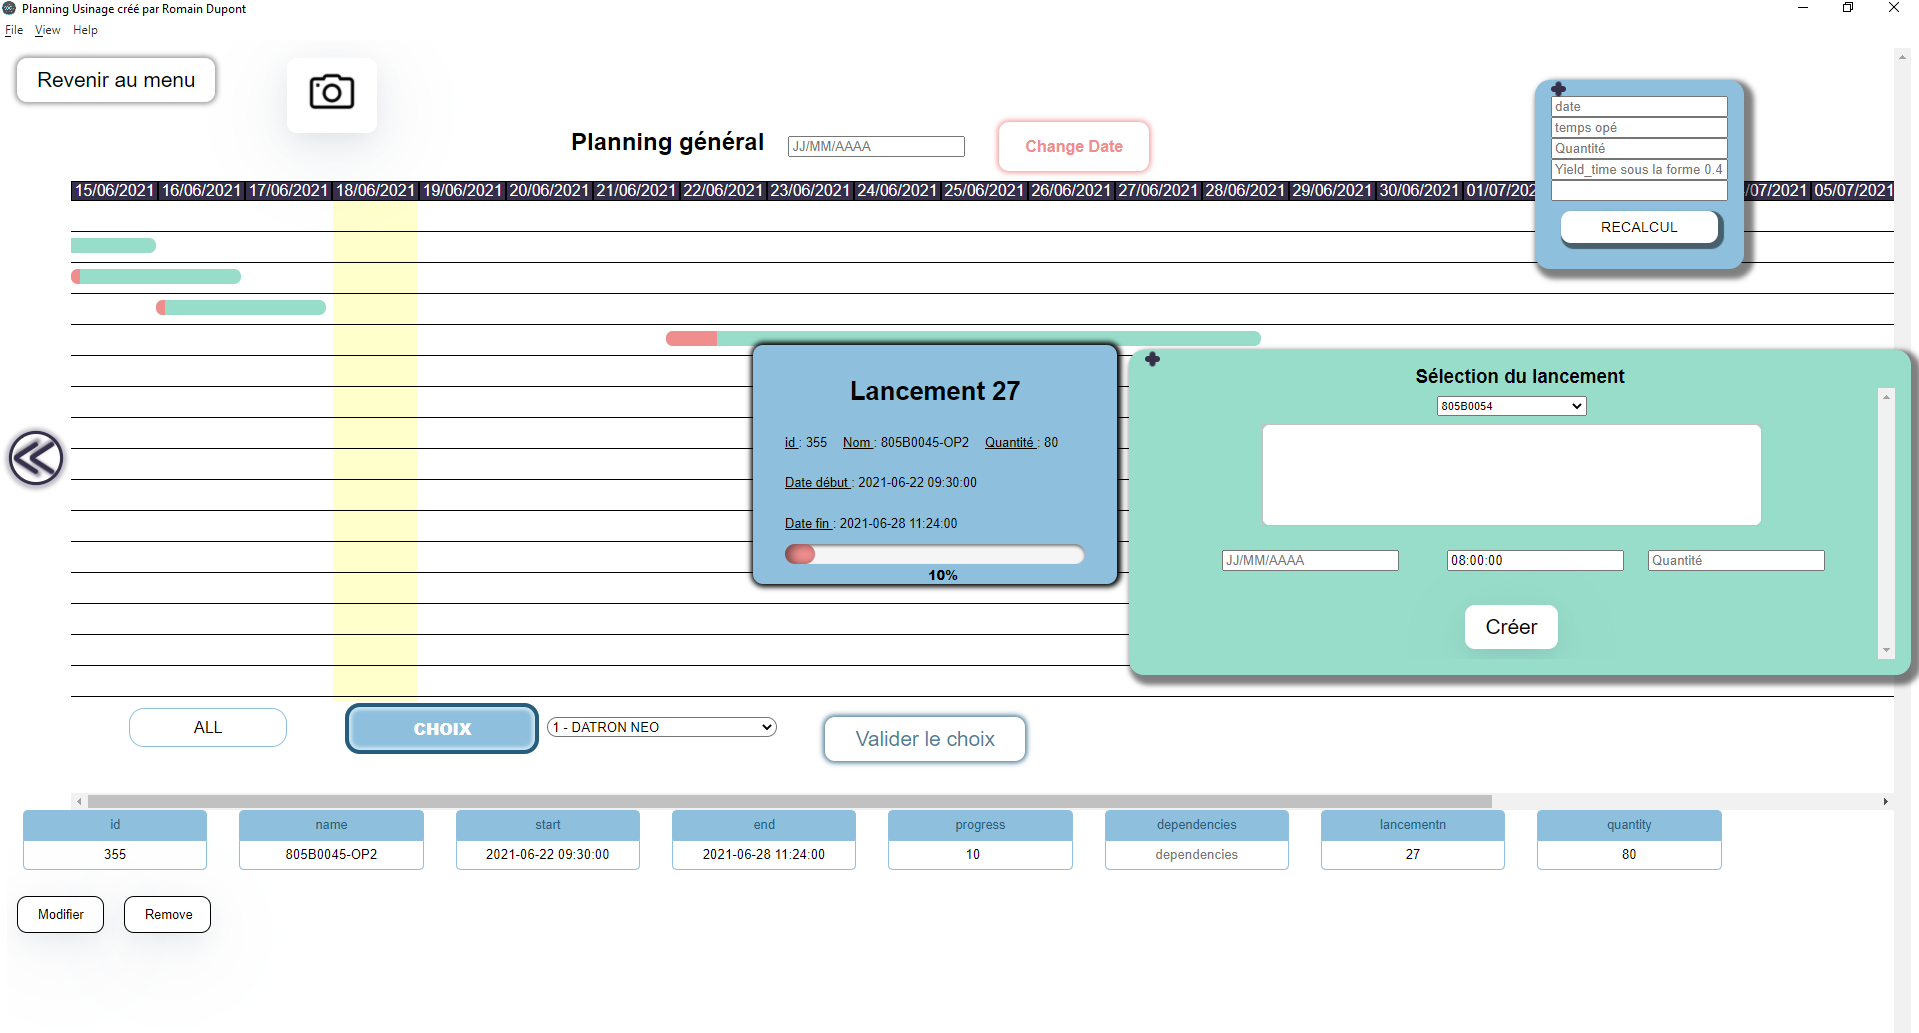 Planning Usinage créé par Romain Dupont
File View Help
Revenir au menu
Planning général JJ/MM/AAAA Change Date
date
temps opé
Quantité
Yield_time sous la forme 0.4
RECALCUL
15/06/2021 16/06/2021 17/06/2021 18/06/2021 19/06/2021 20/06/2021 21/06/2021 22/06/2021 23/06/2021 24/06/2021 25/06/2021 26/06/2021 27/06/2021 28/06/2021 29/06/2021 30/06/2021 01/07/202 /07/2021 05/07/2021
Lancement 27
id : 355 Nom : 805B0045-OP2 Quantité : 80
Date début : 2021-06-22 09:30:00
Date fin : 2021-06-28 11:24:00
10%
Sélection du lancement
805B0054
JJ/MM/AAAA 08:00:00 Quantité
Créer
ALL CHOIX 1 - DATRON NEO Valider le choix
id name start end progress dependencies lancementn quantity
355 805B0045-OP2 2021-06-22 09:30:00 2021-06-28 11:24:00 10 dependencies 27 80
Modifier Remove